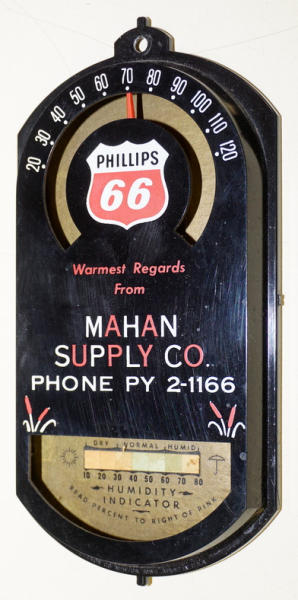 20 30 40 50 60 70 80 90 100 110 120
PHILLIPS
66
Warmest Regards
From
MAHAN
SUPPLY CO.
PHONE PY 2-1166
DRY NORMAL HUMID
10 20 30 40 50 60 70 80
HUMIDITY
INDICATOR
READ PERCENT TO RIGHT OF PINK